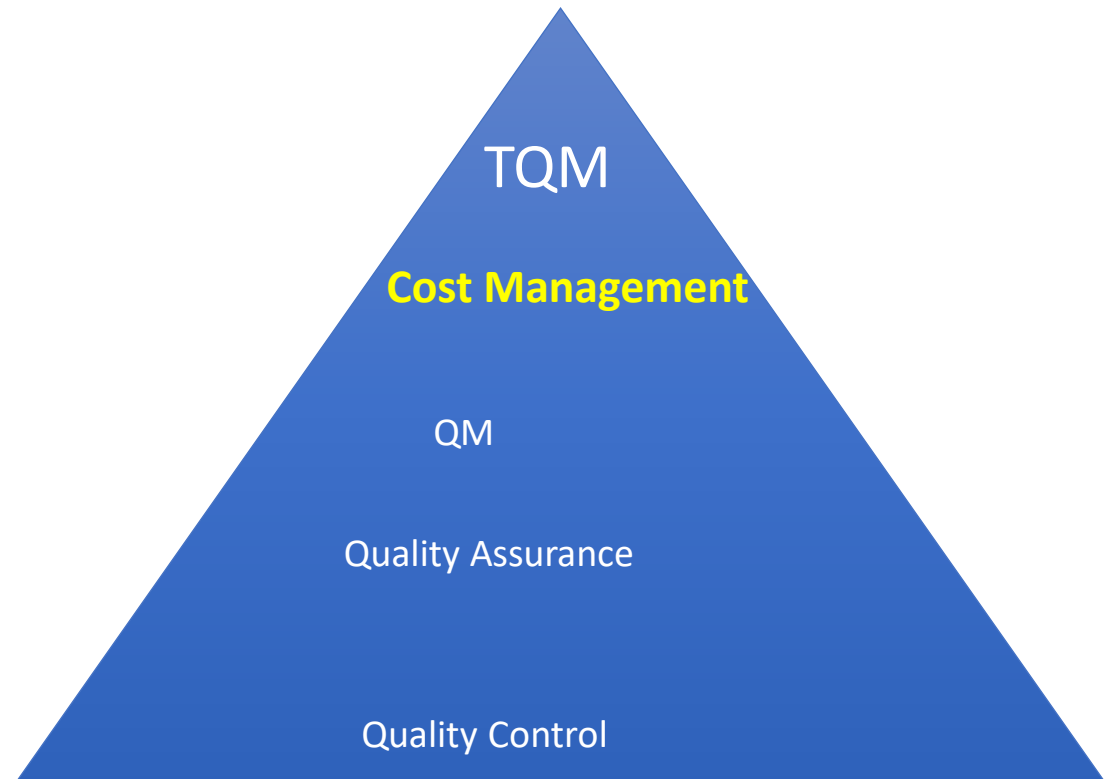 TQM
Cost Management
QM
Quality Assurance
Quality Control